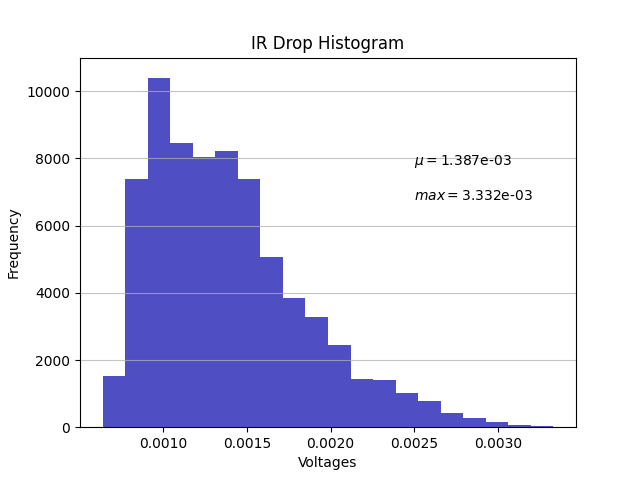 IR Drop Histogram
10000
8000
6000
4000
2000
0
Frequency
μ = 1.387e-03
max = 3.332e-03
0.0010 0.0015 0.0020 0.0025 0.0030
Voltages